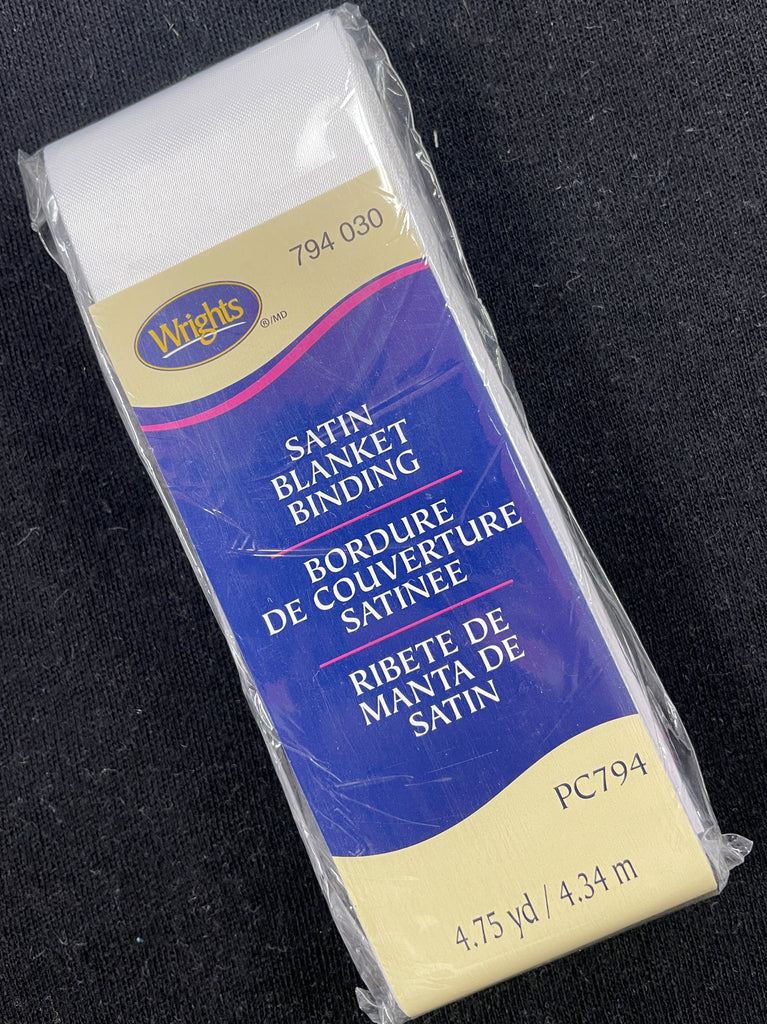 794 030
Wrights
®/MD
SATIN
BLANKET
BINDING
BORDURE
DE COUVERTURE
SATINEE
RIBETE DE
MANTA DE
SATIN
PC794
4.75 yd / 4.34 m